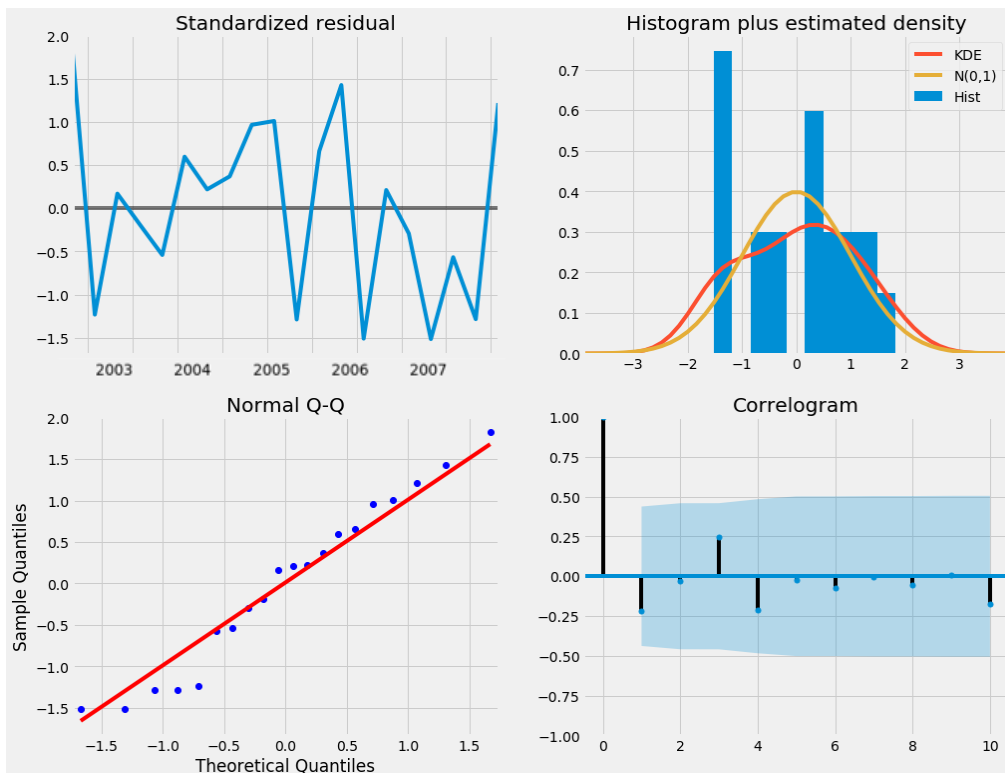 Standardized residual
2.0
1.5
1.0
0.5
0.0
−0.5
−1.0
−1.5
2003 2004 2005 2006 2007
Histogram plus estimated density
KDE
N(0,1)
Hist
0.7
0.6
0.5
0.4
0.3
0.2
0.1
0.0
−3 −2 −1 0 1 2 3
Normal Q-Q
Sample Quantiles
2.0
1.5
1.0
0.5
0.0
−0.5
−1.0
−1.5
−1.5 −1.0 −0.5 0.0 0.5 1.0 1.5
Theoretical Quantiles
Correlogram
1.00
0.75
0.50
0.25
0.00
−0.25
−0.50
−0.75
−1.00
0 2 4 6 8 10